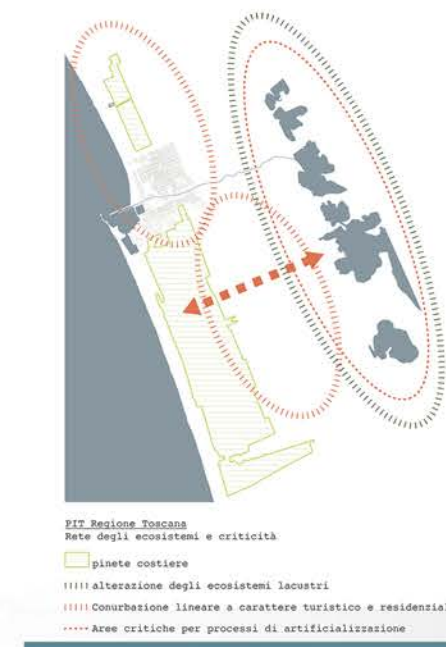 PIT Regione Toscana
Rete degli ecosistemi e criticità
pinete costiere
alterazione degli ecosistemi lacustri
Conurbazione lineare a carattere turistico e residenzial
Aree critiche per processi di artificializzazione